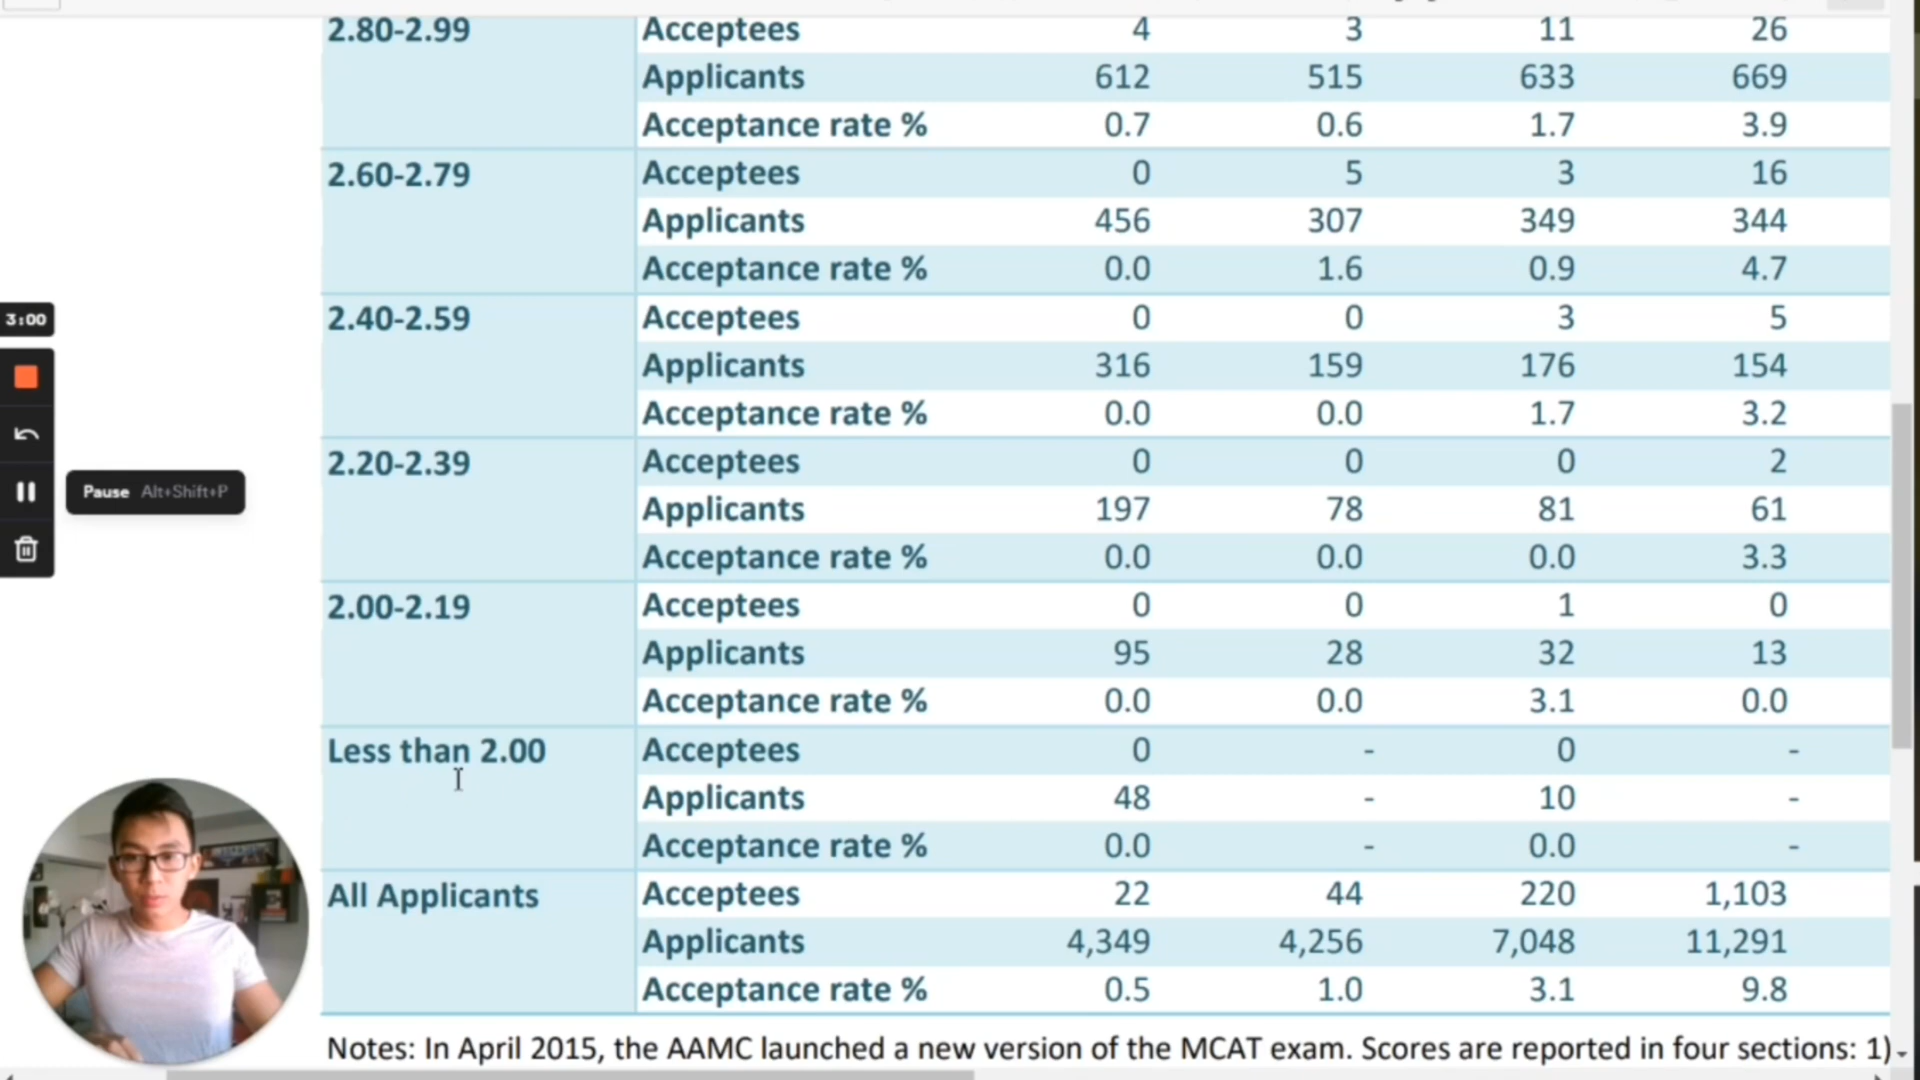 2.80-2.99 Acceptees 4 3 11 26
Applicants 612 515 633 669
Acceptance rate % 0.7 0.6 1.7 3.9
2.60-2.79 Acceptees 0 5 3 16
Applicants 456 307 349 344
Acceptance rate % 0.0 1.6 0.9 4.7
2.40-2.59 Acceptees 0 0 3 5
3:00
Applicants 316 159 176 154
Acceptance rate % 0.0 0.0 1.7 3.2
2.20-2.39 Acceptees 0 0 0 2
Pause Alt+Shift+P
Applicants 197 78 81 61
Acceptance rate % 0.0 0.0 0.0 3.3
2.00-2.19 Acceptees 0 0 1 0
Applicants 95 28 32 13
Acceptance rate % 0.0 0.0 3.1 0.0
Less than 2.00 Acceptees 0 - 0 -
Applicants 48 - 10 -
Acceptance rate % 0.0 - 0.0 -
All Applicants Acceptees 22 44 220 1,103
Applicants 4,349 4,256 7,048 11,291
Acceptance rate % 0.5 1.0 3.1 9.8
Notes: In April 2015, the AAMC launched a new version of the MCAT exam. Scores are reported in four sections: 1)